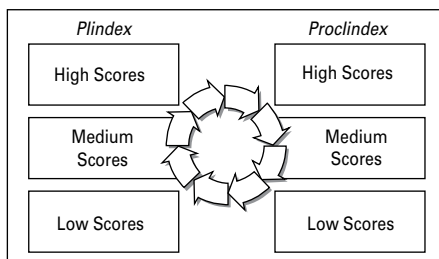 Plindex
Proclindex
High Scores
High Scores
Medium
Scores
Medium
Scores
Low Scores
Low Scores